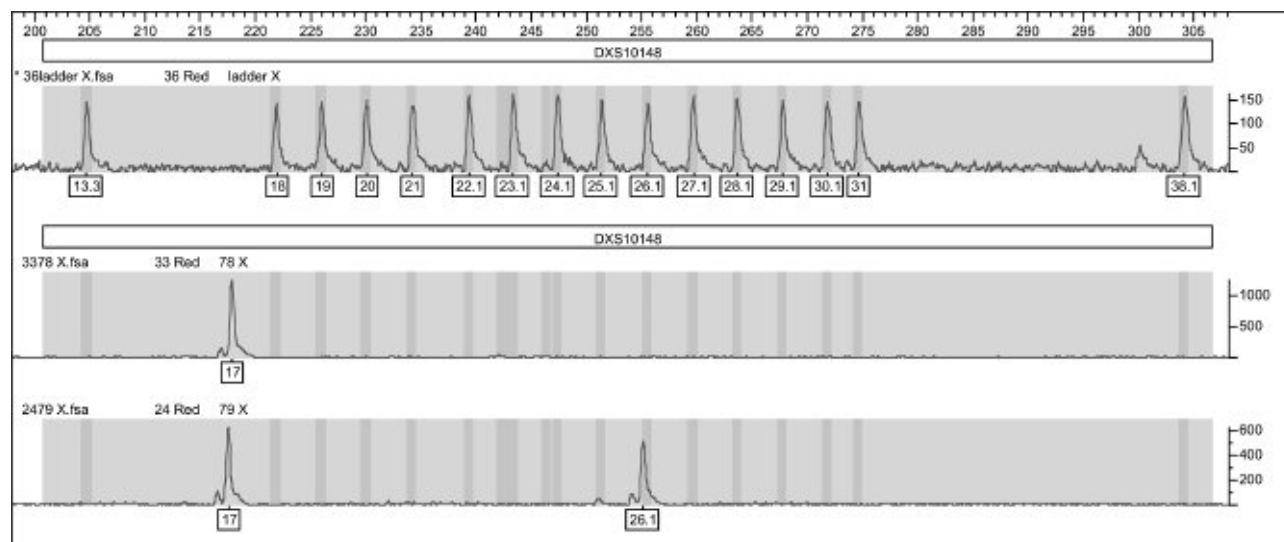 200 205 210 215 220 225 230 235 240 245 250 255 260 265 270 275 280 285 290 295 300 305
DXS10148
* 36ladder X.fsa 36 Red ladder X
150
100
50
13.3 18 19 20 21 22.1 23.1 24.1 25.1 26.1 27.1 28.1 29.1 30.1 31 38.1
DXS10148
3378 X.fsa 33 Red 78 X
1000
500
17
2479 X.fsa 24 Red 79 X
600
400
200
17 26.1